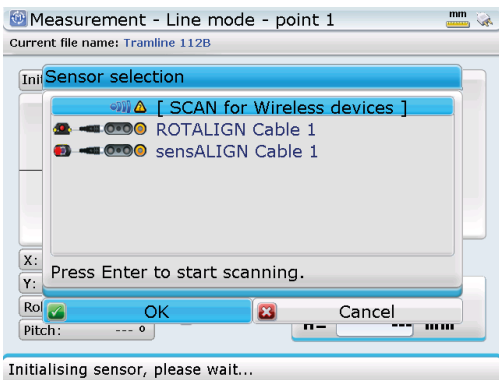 Measurement - Line mode - point 1
mm
Current file name: Tramline 112B
Sensor selection
[ SCAN for Wireless devices ]
ROTALIGN Cable 1
sensALIGN Cable 1
Press Enter to start scanning.
X:
Y:
OK
Cancel
Pitch: --- °
--- mm
Initialising sensor, please wait...